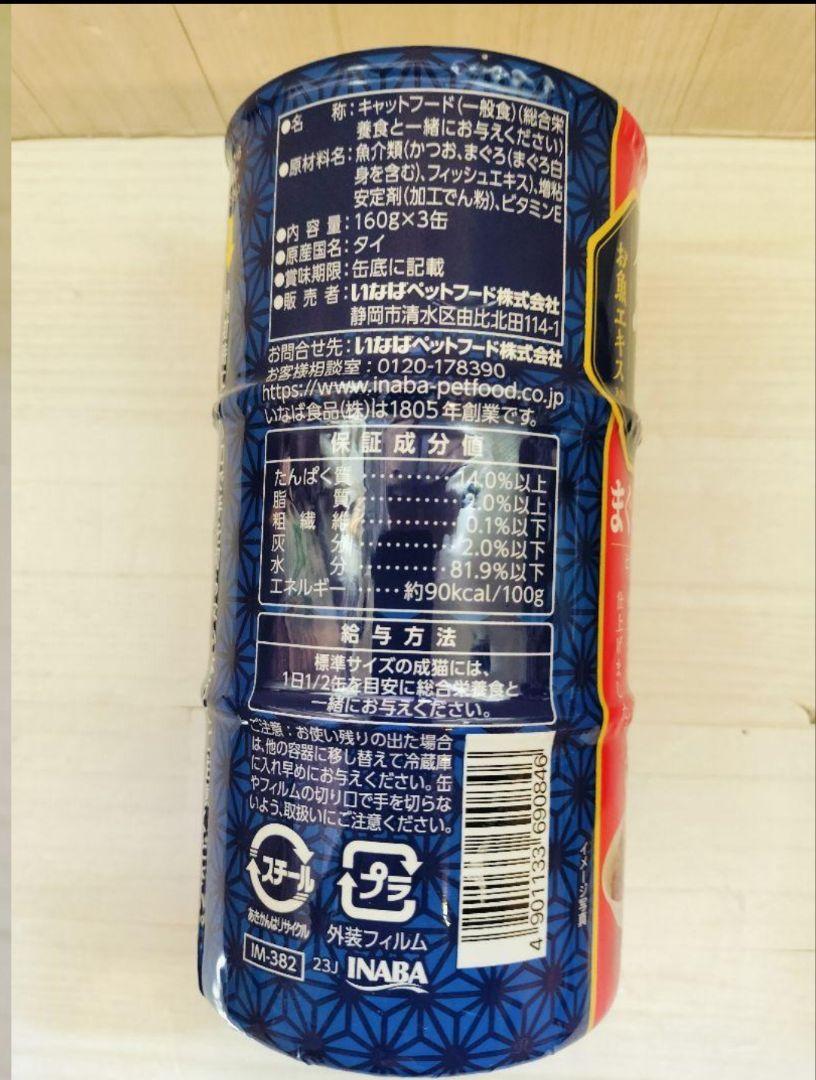 ●名 称：キャットフード（一般食）（総合栄
養食と一緒にお与えください）
●原材料名：魚介類（かつお、まぐろ（まぐろ白
身を含む）、フィッシュエキス）、増粘
安定剤（加工でん粉）、ビタミンE
●内容量：160g×3缶
●原産国名：タイ
●賞味期限：缶底に記載
●販売者：いなばペットフード株式会社
静岡市清水区由比北田114-1
お問合せ先：いなばペットフード株式会社
お客様相談室：0120-178390
https://www.inaba-petfood.co.jp
いなば食品（株）は1805年創業です。
保証成分値
たんぱく質 ・・・・・・・・・ 14.0%以上
脂 質 ・・・・・・・・・・ 2.0%以上
粗繊維 ・・・・・・・・・・ 0.1%以下
灰 分 ・・・・・・・・・・ 2.0%以下
水 分 ・・・・・・・・・ 81.9%以下
エネルギー ・・・・・ 約90kcal/100g
給与方法
標準サイズの成猫には、
1日1/2缶を目安に総合栄養食と
一緒にお与えください。
ご注意：お使い残りの出た場合
は、他の容器に移し替えて冷蔵庫
に入れ早めにお与えください。缶
やフィルムの切り口で手を切らな
いよう、取扱いにご注意ください。
スチール
あきかんはリサイクル
プラ
外装フィルム
IM-382
23J
INABA
4 901133 690846
イメージ写真
お魚エキス
ま
仕上げました